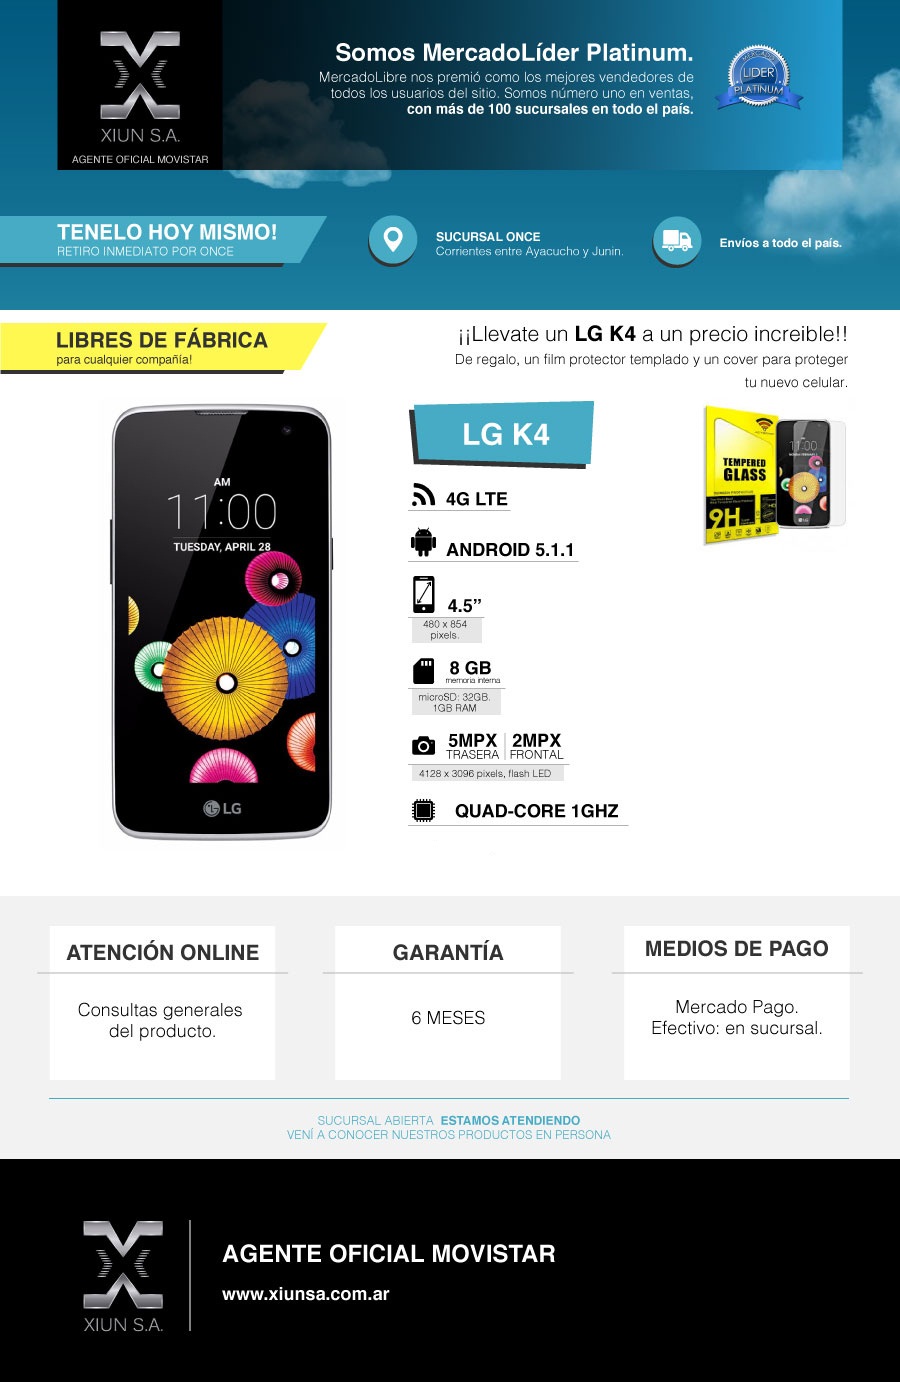 XIUN S.A.
AGENTE OFICIAL MOVISTAR
Somos MercadoLíder Platinum.
MercadoLibre nos premió como los mejores vendedores de
todos los usuarios del sitio. Somos número uno en ventas,
con más de 100 sucursales en todo el país.
MERCADO
LIDER
PLATINUM
TENELO HOY MISMO!
RETIRO INMEDIATO POR ONCE
SUCURSAL ONCE
Corrientes entre Ayacucho y Junin.
Envíos a todo el país.
LIBRES DE FÁBRICA
para cualquier compañía!
¡¡Llevate un LG K4 a un precio increible!!
De regalo, un film protector templado y un cover para proteger
tu nuevo celular.
AM
11:00
TUESDAY, APRIL 28
LG
LG K4
4G LTE
ANDROID 5.1.1
4.5”
480 x 854
pixels.
8 GB
memoria interna
microSD: 32GB.
1GB RAM
5MPX | 2MPX
TRASERA | FRONTAL
4128 x 3096 pixels, flash LED
QUAD-CORE 1GHZ
TEMPERED
GLASS
9H
11:00
LG
ATENCIÓN ONLINE
Consultas generales
del producto.
GARANTÍA
6 MESES
MEDIOS DE PAGO
Mercado Pago.
Efectivo: en sucursal.
SUCURSAL ABIERTA ESTAMOS ATENDIENDO
VENÍ A CONOCER NUESTROS PRODUCTOS EN PERSONA
XIUN S.A.
AGENTE OFICIAL MOVISTAR
www.xiunsa.com.ar